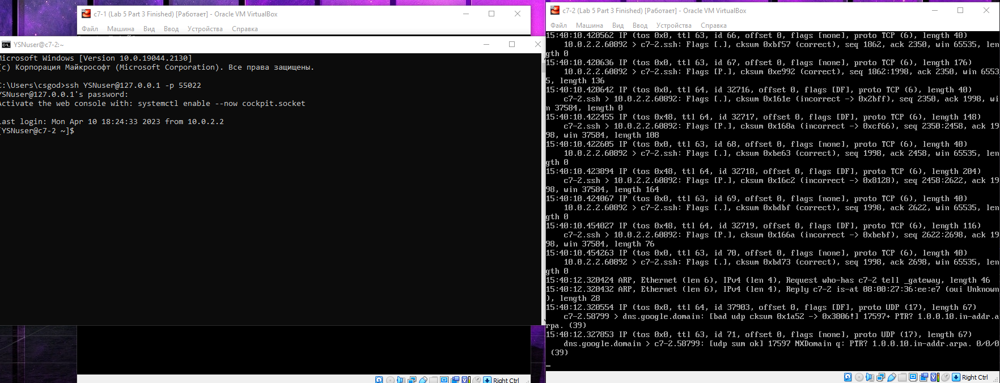 c7-1 (Lab 5 Part 3 Finished) [Работает] - Oracle VM VirtualBox
Файл Машина Вид Ввод Устройства Справка
YSNuser@c7-2:~
Microsoft Windows [Version 10.0.19044.2130]
(c) Корпорация Майкрософт (Microsoft Corporation). Все права защищены.
C:\Users\csgod>ssh YSNuser@127.0.0.1 -p 55022
YSNuser@127.0.0.1's password:
Activate the web console with: systemctl enable --now cockpit.socket
Last login: Mon Apr 10 18:24:33 2023 from 10.0.2.2
[YSNuser@c7-2 ~]$
Right Ctrl
c7-2 (Lab 5 Part 3 Finished) [Работает] - Oracle VM VirtualBox
Файл Машина Вид Ввод Устройства Справка
15:40:10.420562 IP (tos 0x0, ttl 63, id 66, offset 0, flags [none], proto TCP (6), length 40)
10.0.2.2.60892 > c7-2.ssh: Flags [.], cksum 0xbf57 (correct), seq 1862, ack 2350, win 65535, len
gth 0
15:40:10.420636 IP (tos 0x0, ttl 63, id 67, offset 0, flags [none], proto TCP (6), length 176)
10.0.2.2.60892 > c7-2.ssh: Flags [P.], cksum 0xe992 (correct), seq 1862:1998, ack 2350, win 6553
5, length 136
15:40:10.420642 IP (tos 0x0, ttl 64, id 32716, offset 0, flags [DF], proto TCP (6), length 40)
c7-2.ssh > 10.0.2.2.60892: Flags [.], cksum 0x161e (incorrect -> 0x2bff), seq 2350, ack 1998, wi
n 37584, length 0
15:40:10.422455 IP (tos 0x48, ttl 64, id 32717, offset 0, flags [DF], proto TCP (6), length 148)
c7-2.ssh > 10.0.2.2.60892: Flags [P.], cksum 0x168a (incorrect -> 0xcf66), seq 2350:2458, ack 19
98, win 37584, length 108
15:40:10.422605 IP (tos 0x0, ttl 63, id 68, offset 0, flags [none], proto TCP (6), length 40)
10.0.2.2.60892 > c7-2.ssh: Flags [.], cksum 0xbe63 (correct), seq 1998, ack 2458, win 65535, len
gth 0
15:40:10.423894 IP (tos 0x48, ttl 64, id 32718, offset 0, flags [DF], proto TCP (6), length 204)
c7-2.ssh > 10.0.2.2.60892: Flags [P.], cksum 0x16c2 (incorrect -> 0x8128), seq 2458:2622, ack 19
98, win 37584, length 164
15:40:10.424067 IP (tos 0x0, ttl 63, id 69, offset 0, flags [none], proto TCP (6), length 40)
10.0.2.2.60892 > c7-2.ssh: Flags [.], cksum 0xbdbf (correct), seq 1998, ack 2622, win 65535, len
gth 0
15:40:10.454027 IP (tos 0x48, ttl 64, id 32719, offset 0, flags [DF], proto TCP (6), length 116)
c7-2.ssh > 10.0.2.2.60892: Flags [P.], cksum 0x166a (incorrect -> 0xbebf), seq 2622:2698, ack 19
98, win 37584, length 76
15:40:10.454263 IP (tos 0x0, ttl 63, id 70, offset 0, flags [none], proto TCP (6), length 40)
10.0.2.2.60892 > c7-2.ssh: Flags [.], cksum 0xbd73 (correct), seq 1998, ack 2698, win 65535, len
gth 0
15:40:12.320424 ARP, Ethernet (len 6), IPv4 (len 4), Request who-has c7-2 tell _gateway, length 46
15:40:12.320432 ARP, Ethernet (len 6), IPv4 (len 4), Reply c7-2 is-at 08:00:27:36:ee:e7 (oui Unknown
), length 28
15:40:12.320554 IP (tos 0x0, ttl 64, id 37903, offset 0, flags [DF], proto UDP (17), length 67)
c7-2.58799 > dns.google.domain: [bad udp cksum 0x1a52 -> 0x3806!] 17597+ PTR? 1.0.0.10.in-addr.a
rpa. (39)
15:40:12.327853 IP (tos 0x0, ttl 63, id 71, offset 0, flags [none], proto UDP (17), length 67)
dns.google.domain > c7-2.58799: [udp sum ok] 17597 NXDomain q: PTR? 1.0.0.10.in-addr.arpa. 0/0/0
(39)
Right Ctrl